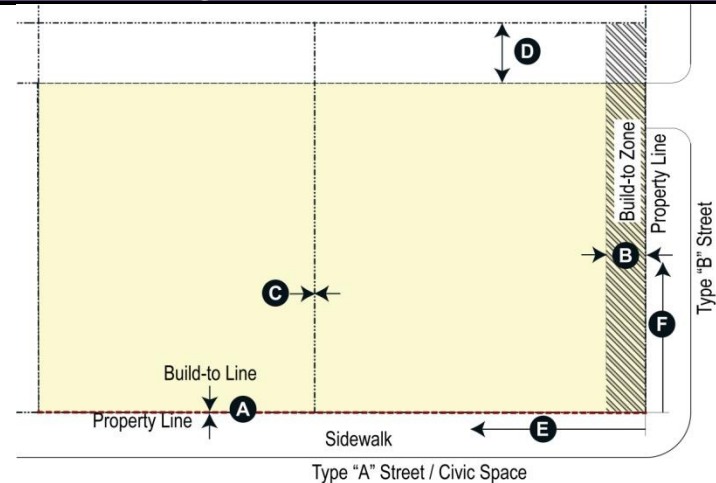 D
Build-to Zone
Property Line
Type "B" Street
B
C
F
Build-to Line
A
Property Line
E
Sidewalk
Type "A" Street / Civic Space